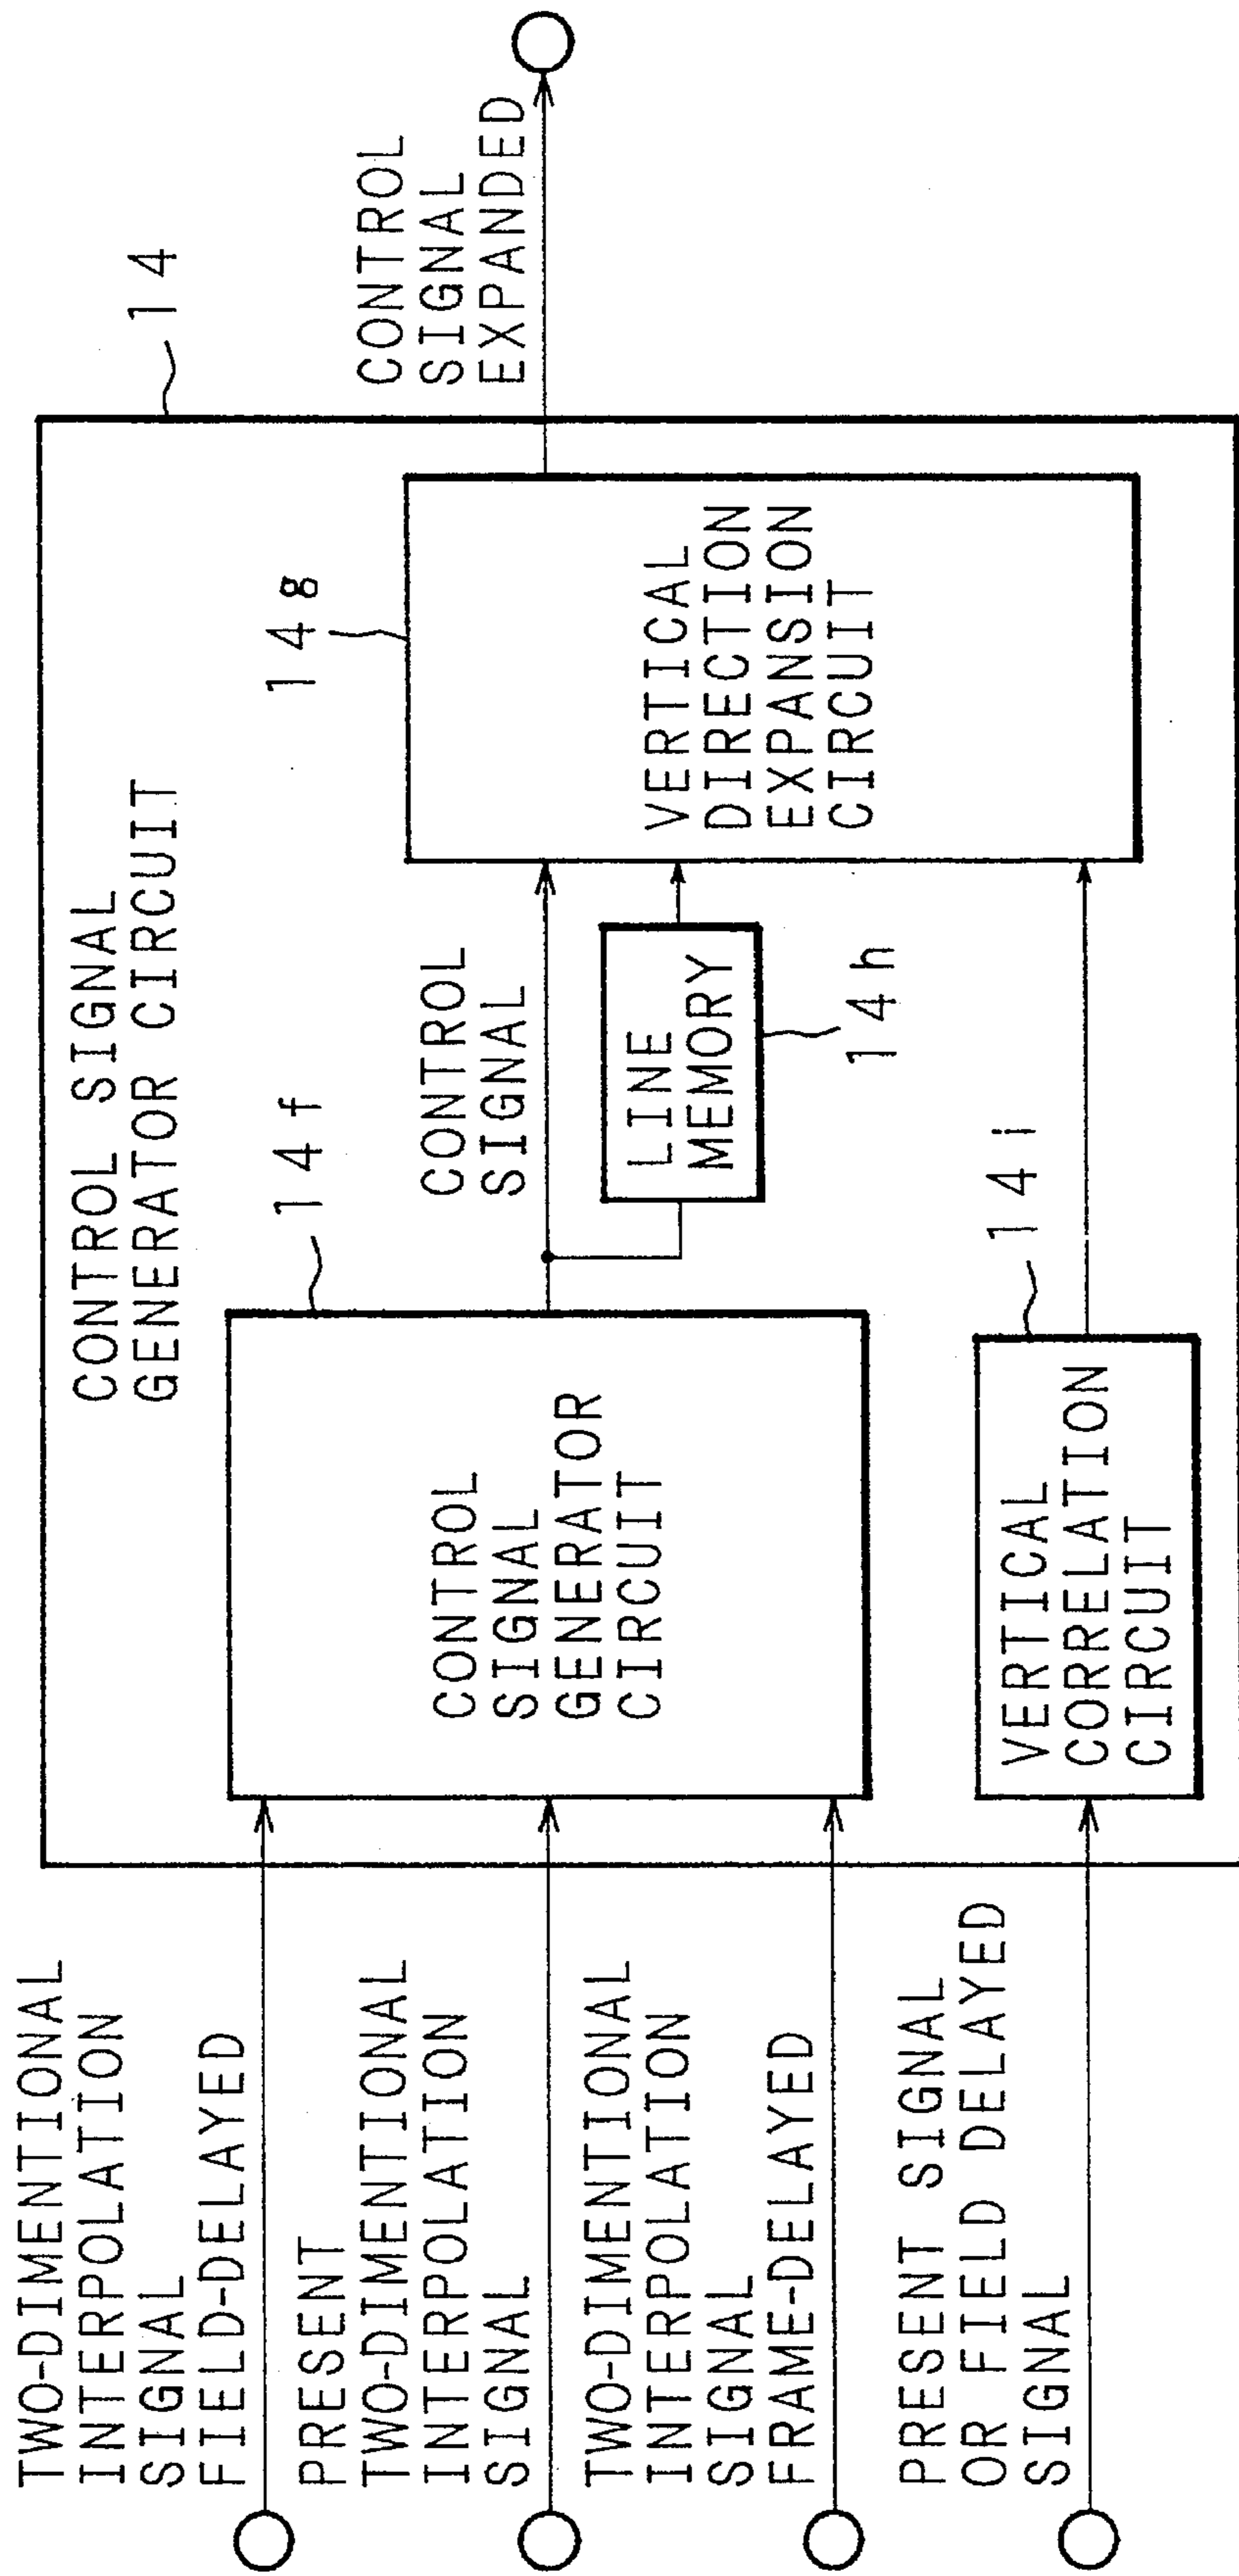 TWO-DIMENTIONAL
INTERPOLATION
SIGNAL
FIELD-DELAYED
PRESENT
TWO-DIMENTIONAL
INTERPOLATION
SIGNAL
TWO-DIMENTIONAL
INTERPOLATION
SIGNAL
FRAME-DELAYED
PRESENT SIGNAL
OR FIELD DELAYED
SIGNAL
CONTROL SIGNAL
GENERATOR CIRCUIT
14
14f
CONTROL
SIGNAL
GENERATOR
CIRCUIT
CONTROL
SIGNAL
LINE
MEMORY
14h
14i
VERTICAL
CORRELATION
CIRCUIT
14g
VERTICAL
DIRECTION
EXPANSION
CIRCUIT
CONTROL
SIGNAL
EXPANDED